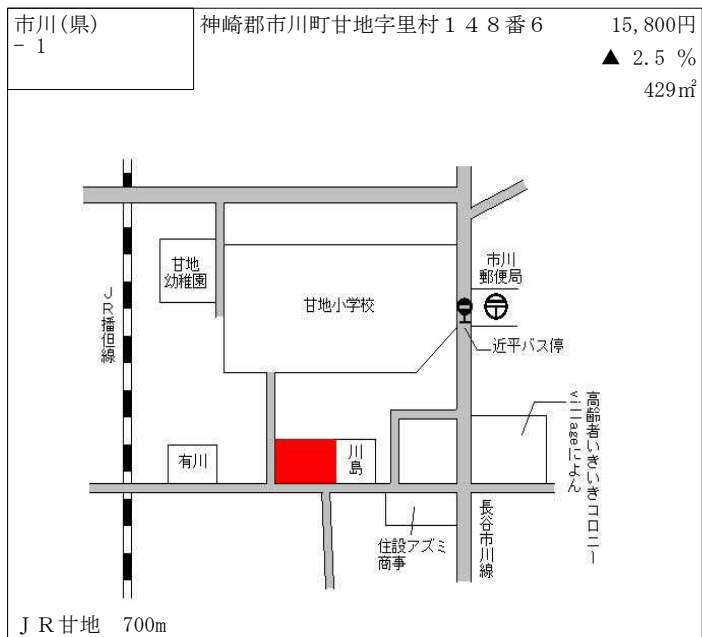 市川(県)
- 1
神崎郡市川町甘地字里村148番6
15,800円
▲ 2.5 %
429㎡
甘地
幼稚園
甘地小学校
市川
郵便局
近平バス停
JR播但線
高齢者いきいきコロニー
villageによん
有川
川島
住設アズミ
商事
長谷市川線
JR甘地 700m